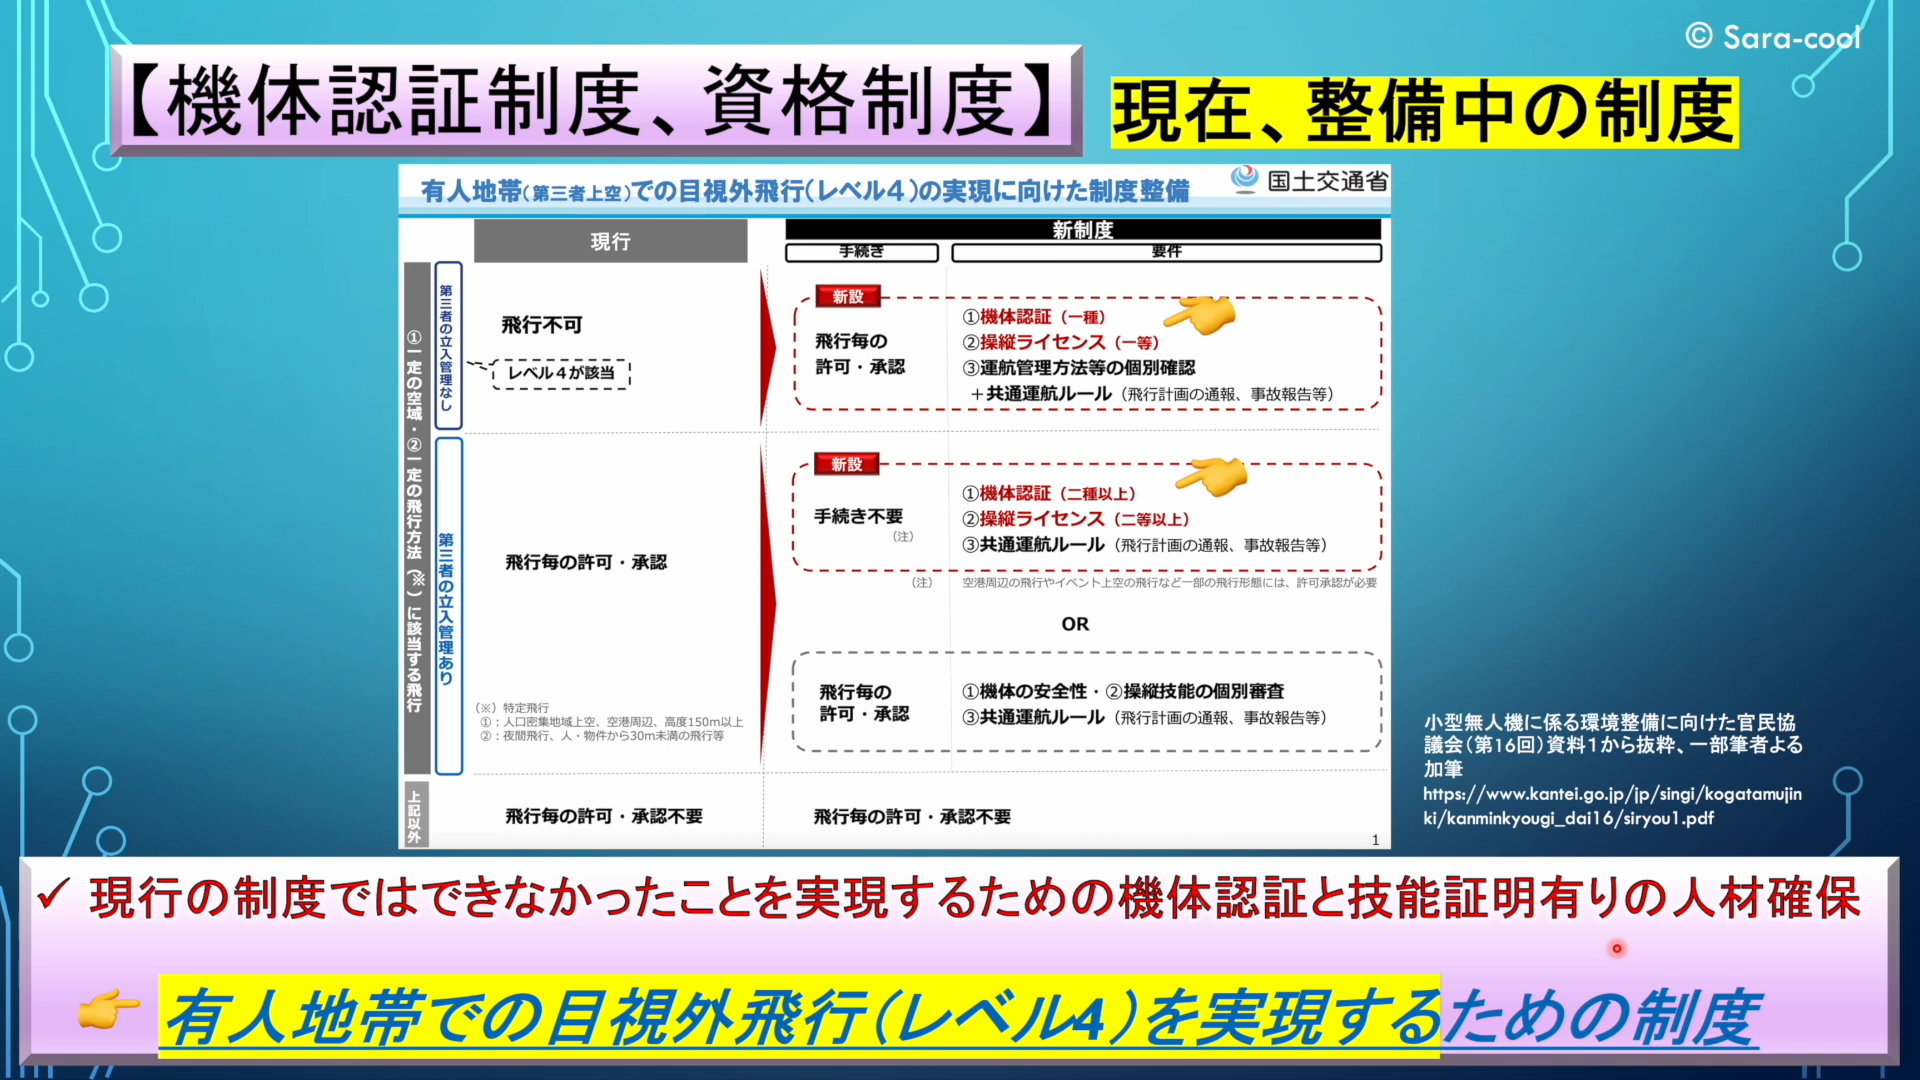 © Sara-cool
【機体認証制度、資格制度】
現在、整備中の制度
有人地帯（第三者上空）での目視外飛行（レベル４）の実現に向けた制度整備
国土交通省
現行
新制度
手続き
要件
①一定の空域・②一定の飛行方法（※）に該当する飛行
第三者の立入管理なし
飛行不可
レベル４が該当
新設
飛行毎の
許可・承認
①機体認証（一種）
②操縦ライセンス（一等）
③運航管理方法等の個別確認
＋共通運航ルール（飛行計画の通報、事故報告等）
第三者の立入管理あり
飛行毎の許可・承認
新設
手続き不要
（注）
①機体認証（二種以上）
②操縦ライセンス（二等以上）
③共通運航ルール（飛行計画の通報、事故報告等）
（注） 空港周辺の飛行やイベント上空の飛行など一部の飛行形態には、許可承認が必要
OR
飛行毎の
許可・承認
①機体の安全性・②操縦技能の個別審査
③共通運航ルール（飛行計画の通報、事故報告等）
（※）特定飛行
①：人口密集地域上空、空港周辺、高度150m以上
②：夜間飛行、人・物件から30m未満の飛行等
上記以外
飛行毎の許可・承認不要
飛行毎の許可・承認不要
1
小型無人機に係る環境整備に向けた官民協
議会（第16回）資料１から抜粋、一部筆者よる
加筆
https://www.kantei.go.jp/jp/singi/kogatamujin
ki/kanminkyougi_dai16/siryou1.pdf
✓ 現行の制度ではできなかったことを実現するための機体認証と技能証明有りの人材確保
有人地帯での目視外飛行（レベル4）を実現するための制度